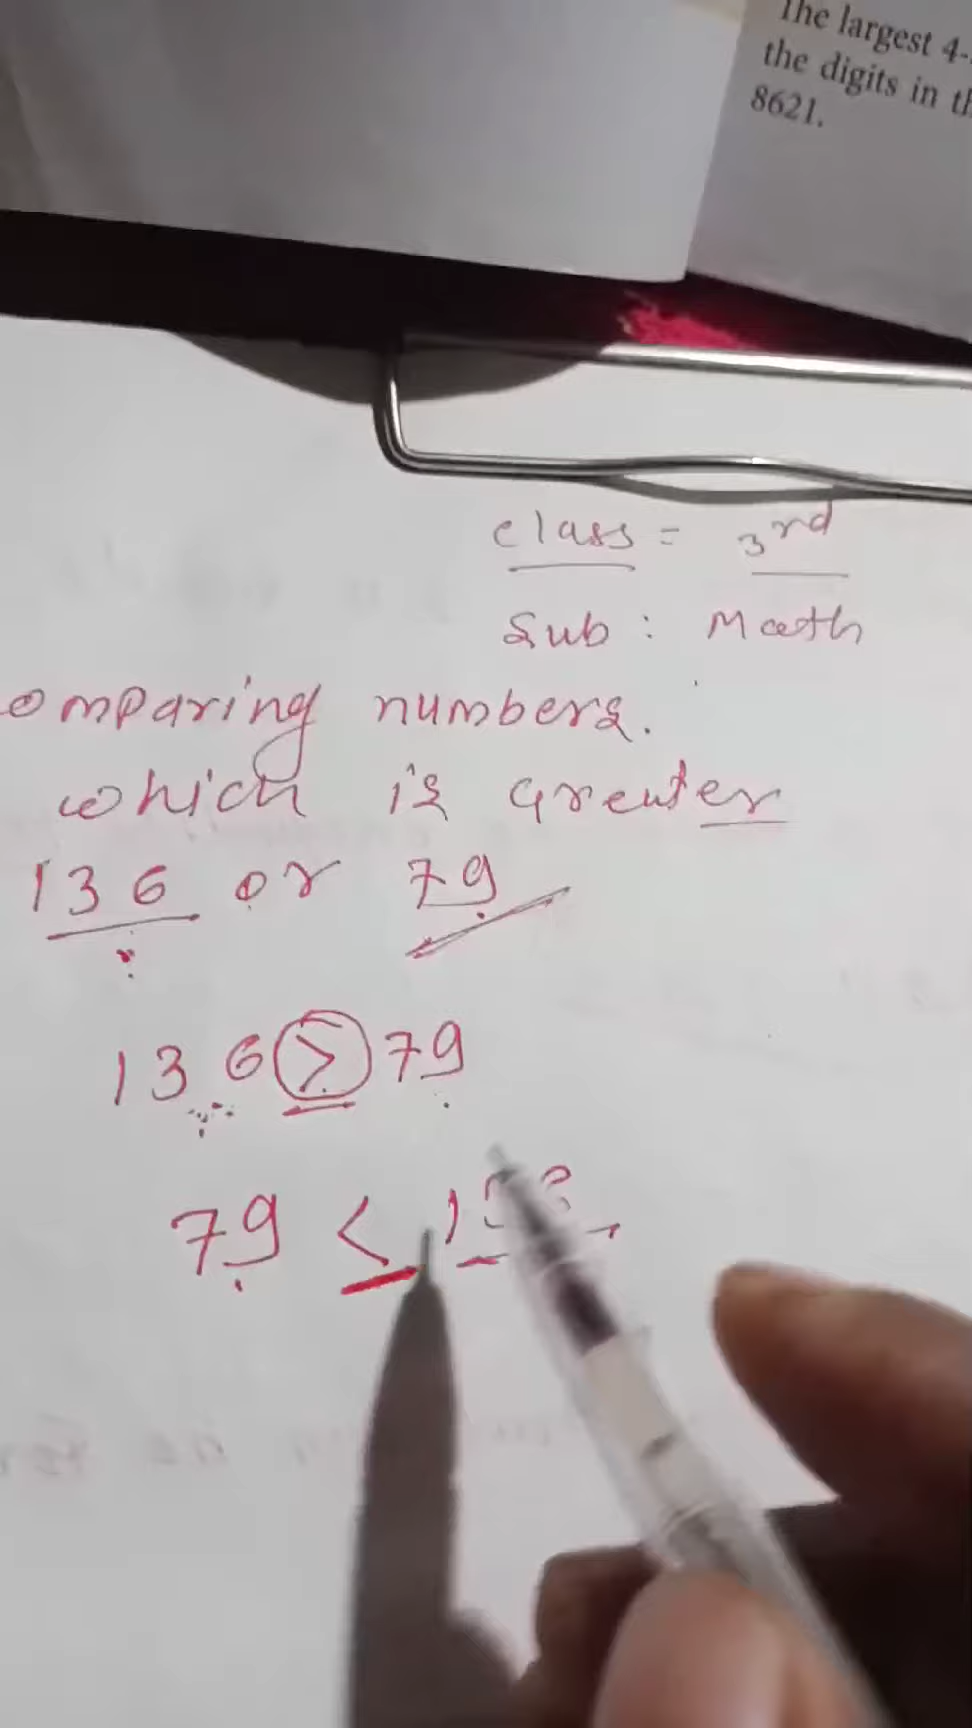 The largest 4-
the digits in th
8621.
class = 3rd
Sub : Math
omparing numbers.
which is Greater
136 or 79
136 > 79
79 < 1